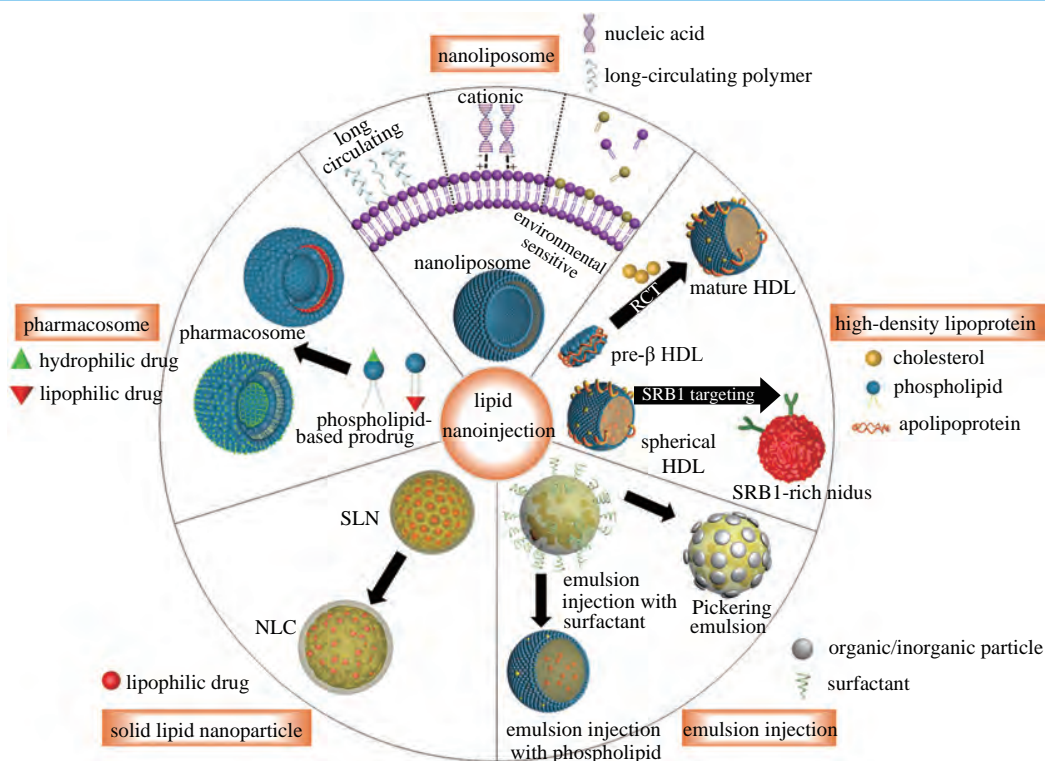 nanoliposome
nucleic acid
long-circulating polymer
long
circulating
cationic
environmental
sensitive
nanoliposome
pharmacosome
hydrophilic drug
lipophilic drug
pharmacosome
phospholipid-
based prodrug
lipid
nanoinjection
RCT
mature HDL
pre-β HDL
SRB1 targeting
spherical
HDL
SRB1-rich nidus
high-density lipoprotein
cholesterol
phospholipid
apolipoprotein
SLN
NLC
lipophilic drug
solid lipid nanoparticle
emulsion
injection with
surfactant
Pickering
emulsion
emulsion injection
with phospholipid
organic/inorganic particle
surfactant
emulsion injection